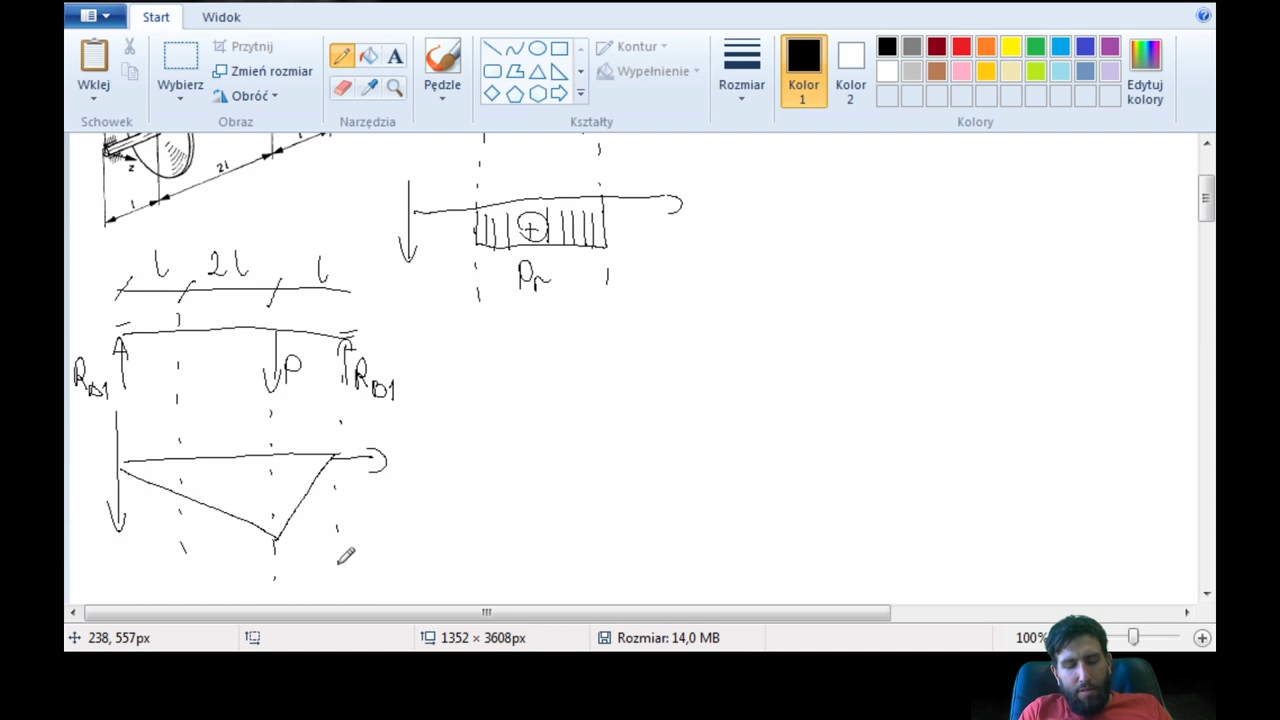 Start Widok
Wklej
Schowek
Wybierz
Przytnij
Zmień rozmiar
Obróć
Obraz
A
Narzędzia
Pędzle
Kształty
Kontur
Wypełnienie
Rozmiar
Kolor 1
Kolor 2
Edytuj kolory
Kolory
z
l
2l
l 2l l
+
Pr
P
238, 557px
1352 × 3608px
Rozmiar: 14,0 MB
100%